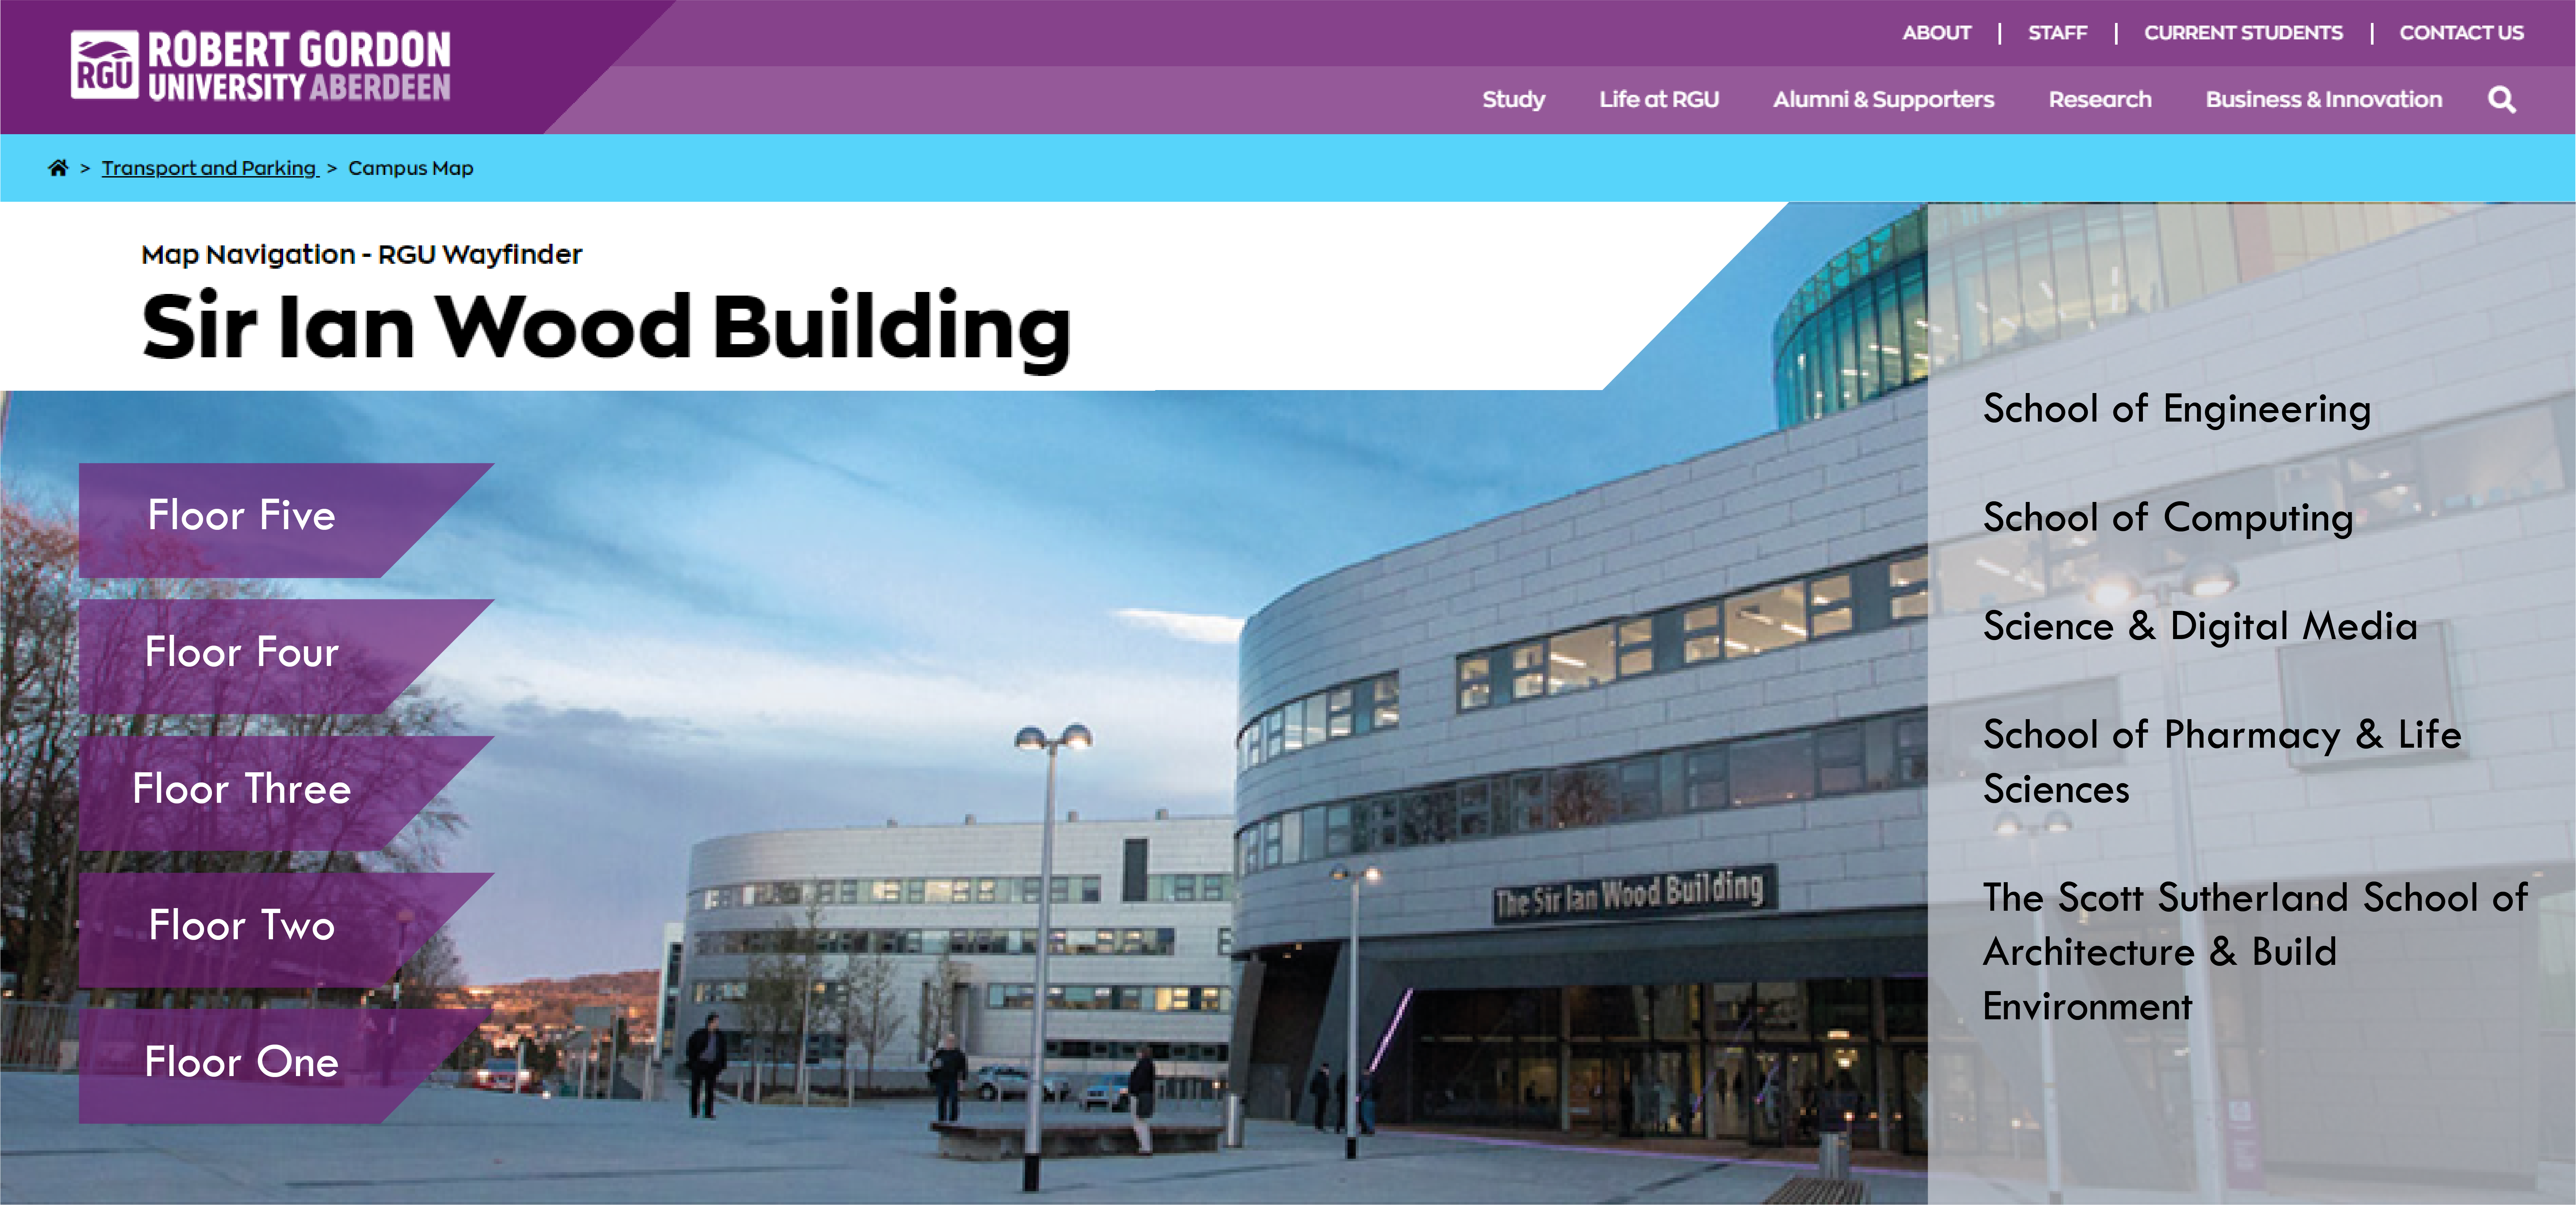 RGU
ROBERT GORDON
UNIVERSITY ABERDEEN
ABOUT | STAFF | CURRENT STUDENTS | CONTACT US
Study Life at RGU Alumni & Supporters Research Business & Innovation
> Transport and Parking > Campus Map
Map Navigation - RGU Wayfinder
Sir Ian Wood Building
Floor Five
Floor Four
Floor Three
Floor Two
Floor One
The Sir Ian Wood Building
School of Engineering
School of Computing
Science & Digital Media
School of Pharmacy & Life
Sciences
The Scott Sutherland School of
Architecture & Build
Environment